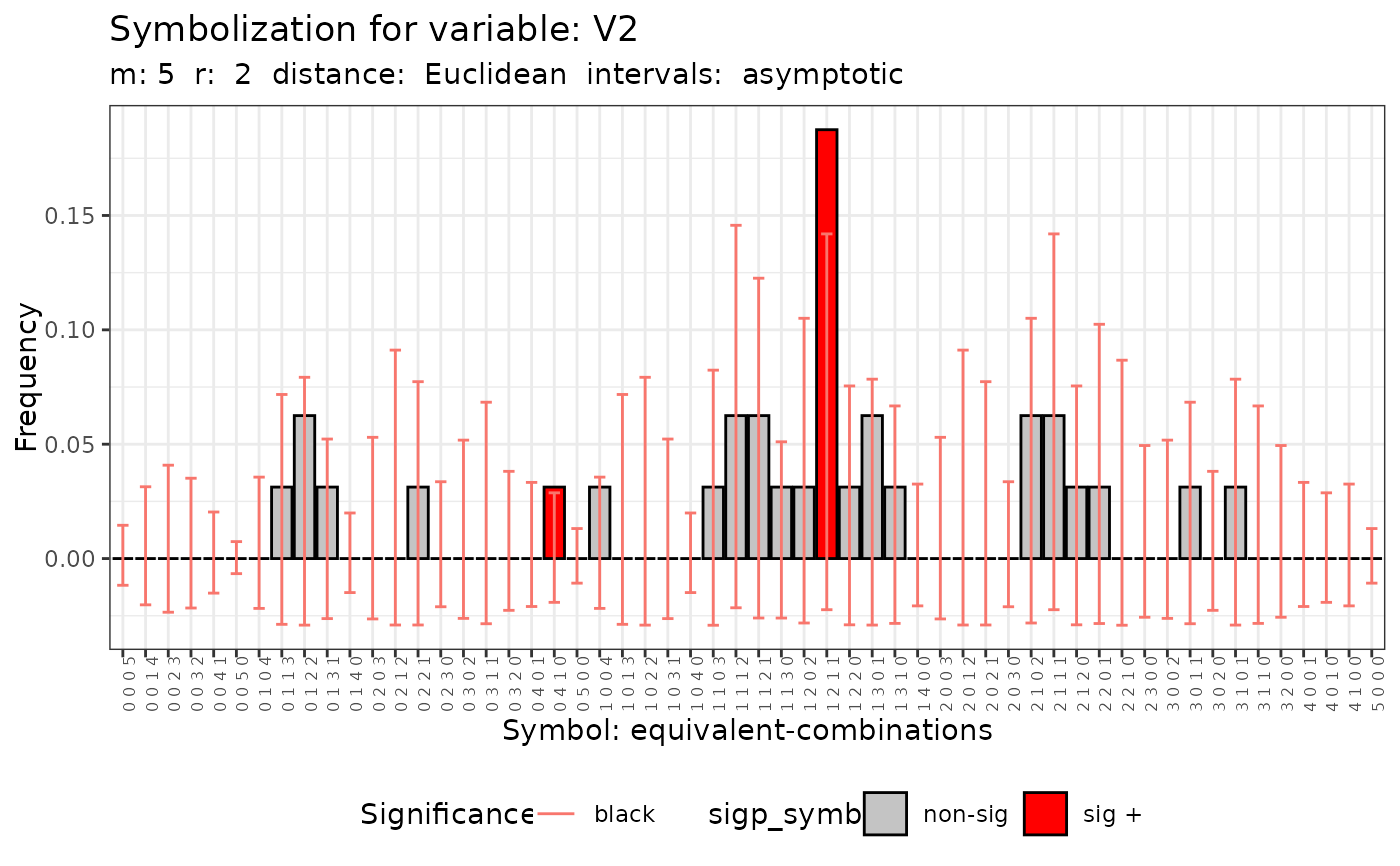 Symbolization for variable: V2
m: 5 r: 2 distance: Euclidean intervals: asymptotic
Frequency
0.15
0.10
0.05
0.00
0 0 0 5
0 0 1 4
0 0 2 3
0 0 3 2
0 0 4 1
0 0 5 0
0 1 0 4
0 1 1 3
0 1 2 2
0 1 3 1
0 1 4 0
0 2 0 3
0 2 1 2
0 2 2 1
0 2 3 0
0 3 0 2
0 3 1 1
0 3 2 0
0 4 0 1
0 4 1 0
0 5 0 0
1 0 0 4
1 0 1 3
1 0 2 2
1 0 3 1
1 0 4 0
1 1 0 3
1 1 1 2
1 1 2 1
1 1 3 0
1 2 0 2
1 2 1 1
1 2 2 0
1 3 0 1
1 3 1 0
1 4 0 0
2 0 0 3
2 0 1 2
2 0 2 1
2 0 3 0
2 1 0 2
2 1 1 1
2 1 2 0
2 2 0 1
2 2 1 0
2 3 0 0
3 0 0 2
3 0 1 1
3 0 2 0
3 1 0 1
3 1 1 0
3 2 0 0
4 0 0 1
4 0 1 0
4 1 0 0
5 0 0 0
Symbol: equivalent-combinations
Significance black sigp_symb non-sig sig +